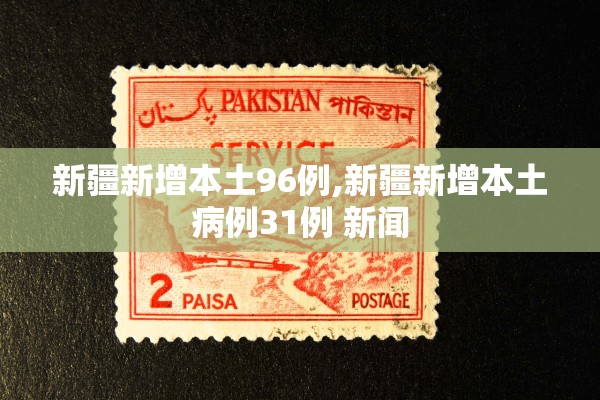 پاکستان PAKISTAN পাকিস্তান
SERVICE
新疆新增本土96例,新疆新增本土
病例31例 新闻
2 PAISA POSTAGE